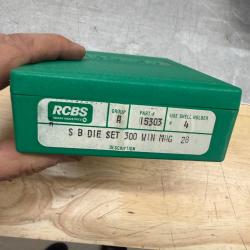 RCBS
GROUP
A
PART #
15303
USE SHELL HOLDER
# 4
S B DIE SET 300 WIN MAG 28
DESCRIPTION